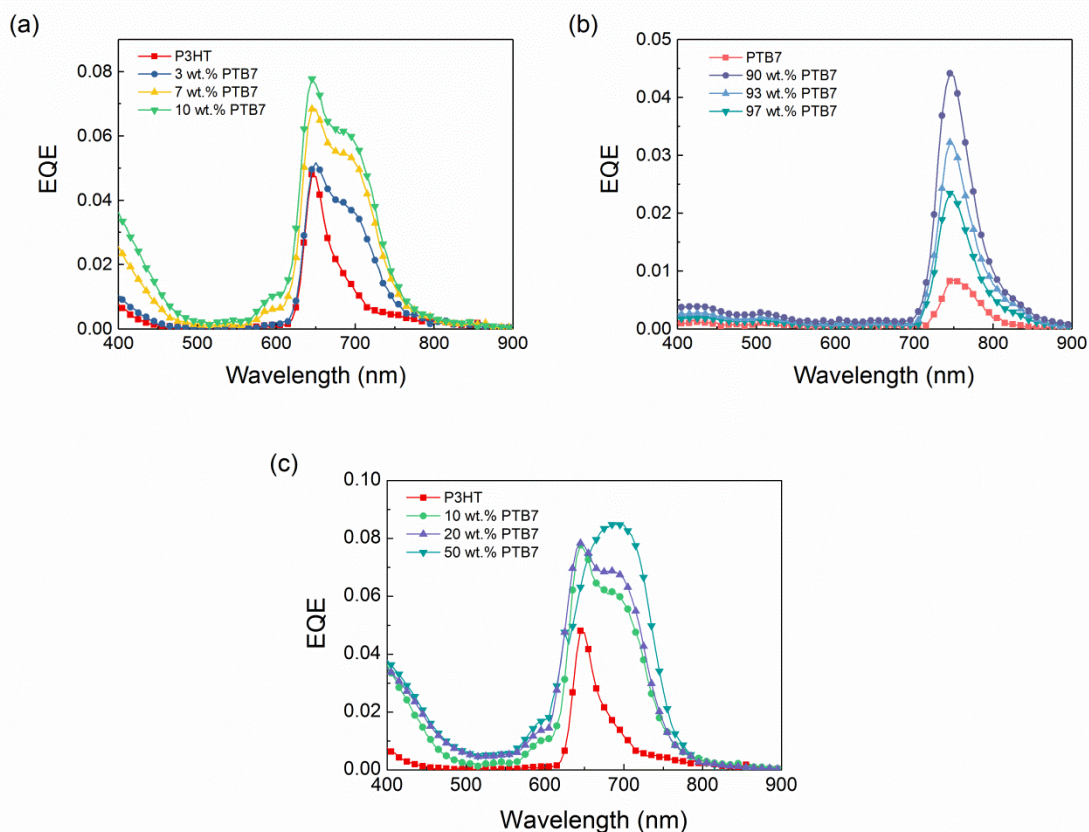 (a)
P3HT
3 wt.% PTB7
7 wt.% PTB7
10 wt.% PTB7
0.08
0.06
0.04
0.02
0.00
EQE
400 500 600 700 800 900
Wavelength (nm)
(b)
PTB7
90 wt.% PTB7
93 wt.% PTB7
97 wt.% PTB7
0.05
0.04
0.03
0.02
0.01
0.00
EQE
400 500 600 700 800 900
Wavelength (nm)
(c)
P3HT
10 wt.% PTB7
20 wt.% PTB7
50 wt.% PTB7
0.10
0.08
0.06
0.04
0.02
0.00
EQE
400 500 600 700 800 900
Wavelength (nm)